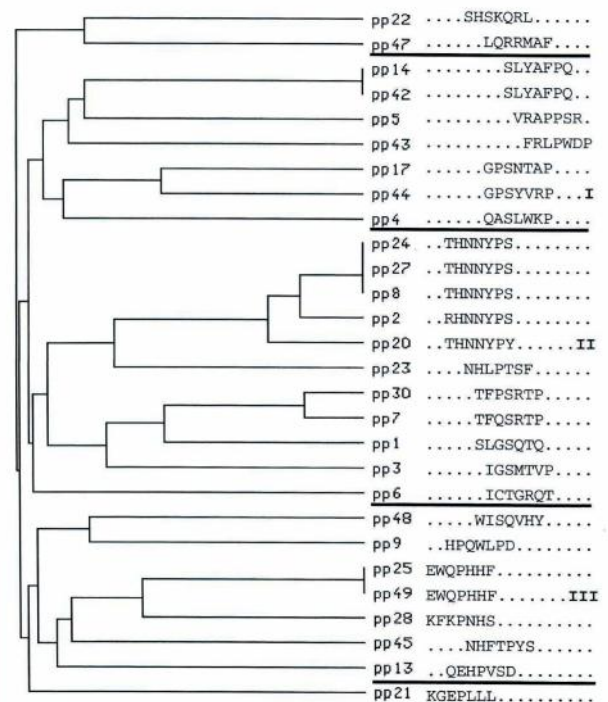 pp22 ....SHSKQRL......
pp47 ......LQRRMAF....
pp14 ........SLYAFPQ..
pp42 ........SLYAFPQ..
pp5 .........VRAPPSR.
pp43 ..........FRLPWDP
pp17 ......GPSNTAP....
pp44 ......GPSYVRP...I
pp4 ......QASLWKP....
pp24 ..THNNYPS........
pp27 ..THNNYPS........
pp8 ..THNNYPS........
pp2 ..RHNNYPS........
pp20 ..THNNYPY......II
pp23 ....NHLPTSF......
pp30 .....TFPSRTP.....
pp7 .....TFQSRTP.....
pp1 .....SLGSQTQ.....
pp3 ......IGSMTVP....
pp6 ......ICTGRQT....
pp48 .....WISQVHY.....
pp9 ..HPQWLPD........
pp25 EWQPHHF..........
pp49 EWQPHHF.......III
pp28 KFKPNHS..........
pp45 ....NHFTPYS......
pp13 ..QEHPVSD........
pp21 KGEPLLL..........